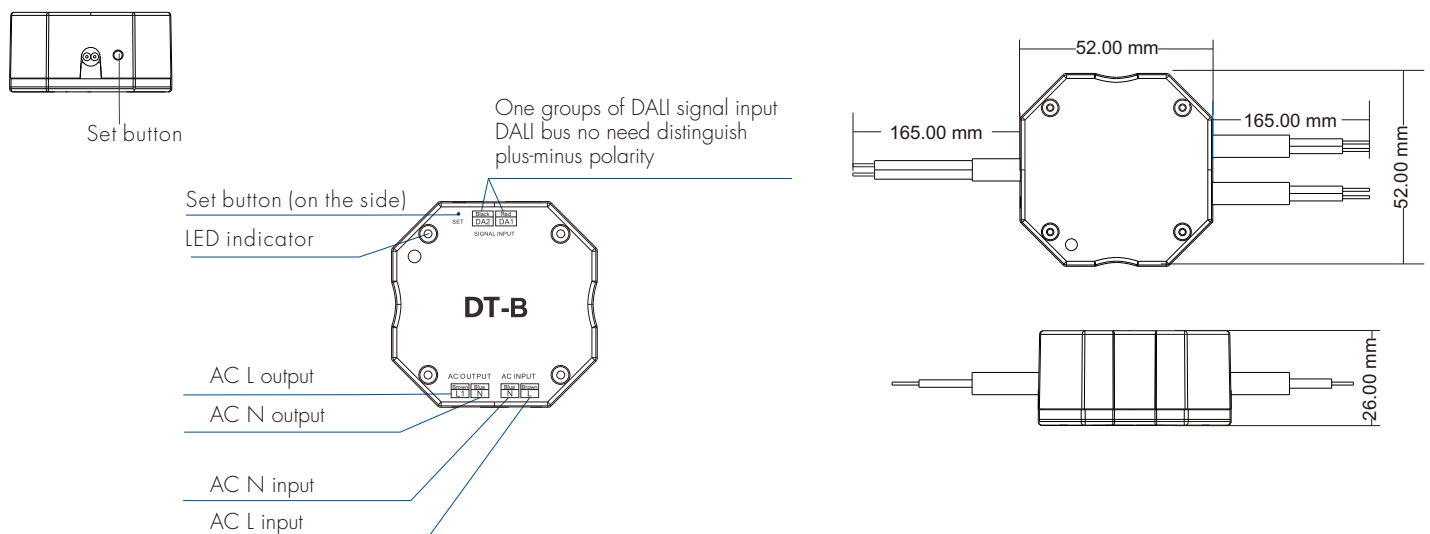 Set button
One groups of DALI signal input
DALI bus no need distinguish
plus-minus polarity
Set button (on the side)
LED indicator
SET
Black Red
DA2 DA1
SIGNAL INPUT
DT-B
AC OUTPUT AC INPUT
Brown Blue Blue Brown
L1 N N L
AC L output
AC N output
AC N input
AC L input
52.00 mm
165.00 mm
165.00 mm
52.00 mm
26.00 mm